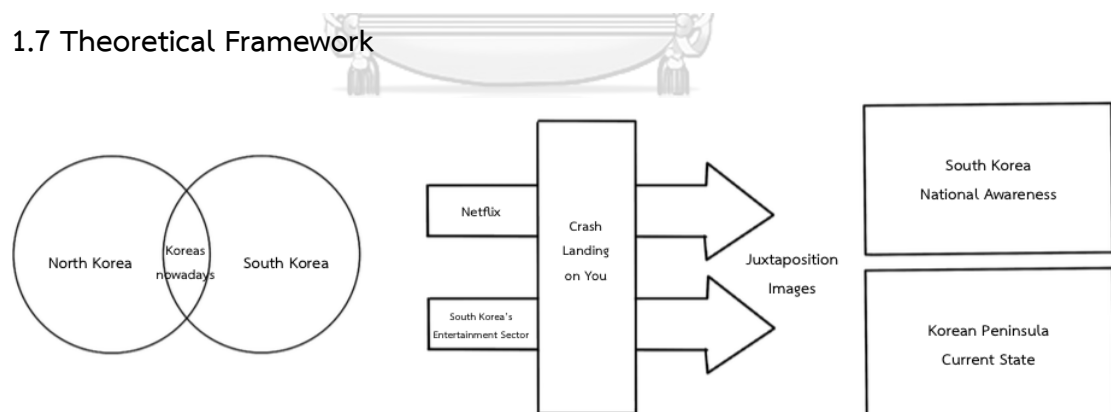 1.7 Theoretical Framework
North Korea
Koreas
nowadays
South Korea
Netflix
South Korea's
Entertainment Sector
Crash
Landing
on You
Juxtaposition
Images
South Korea
National Awareness
Korean Peninsula
Current State